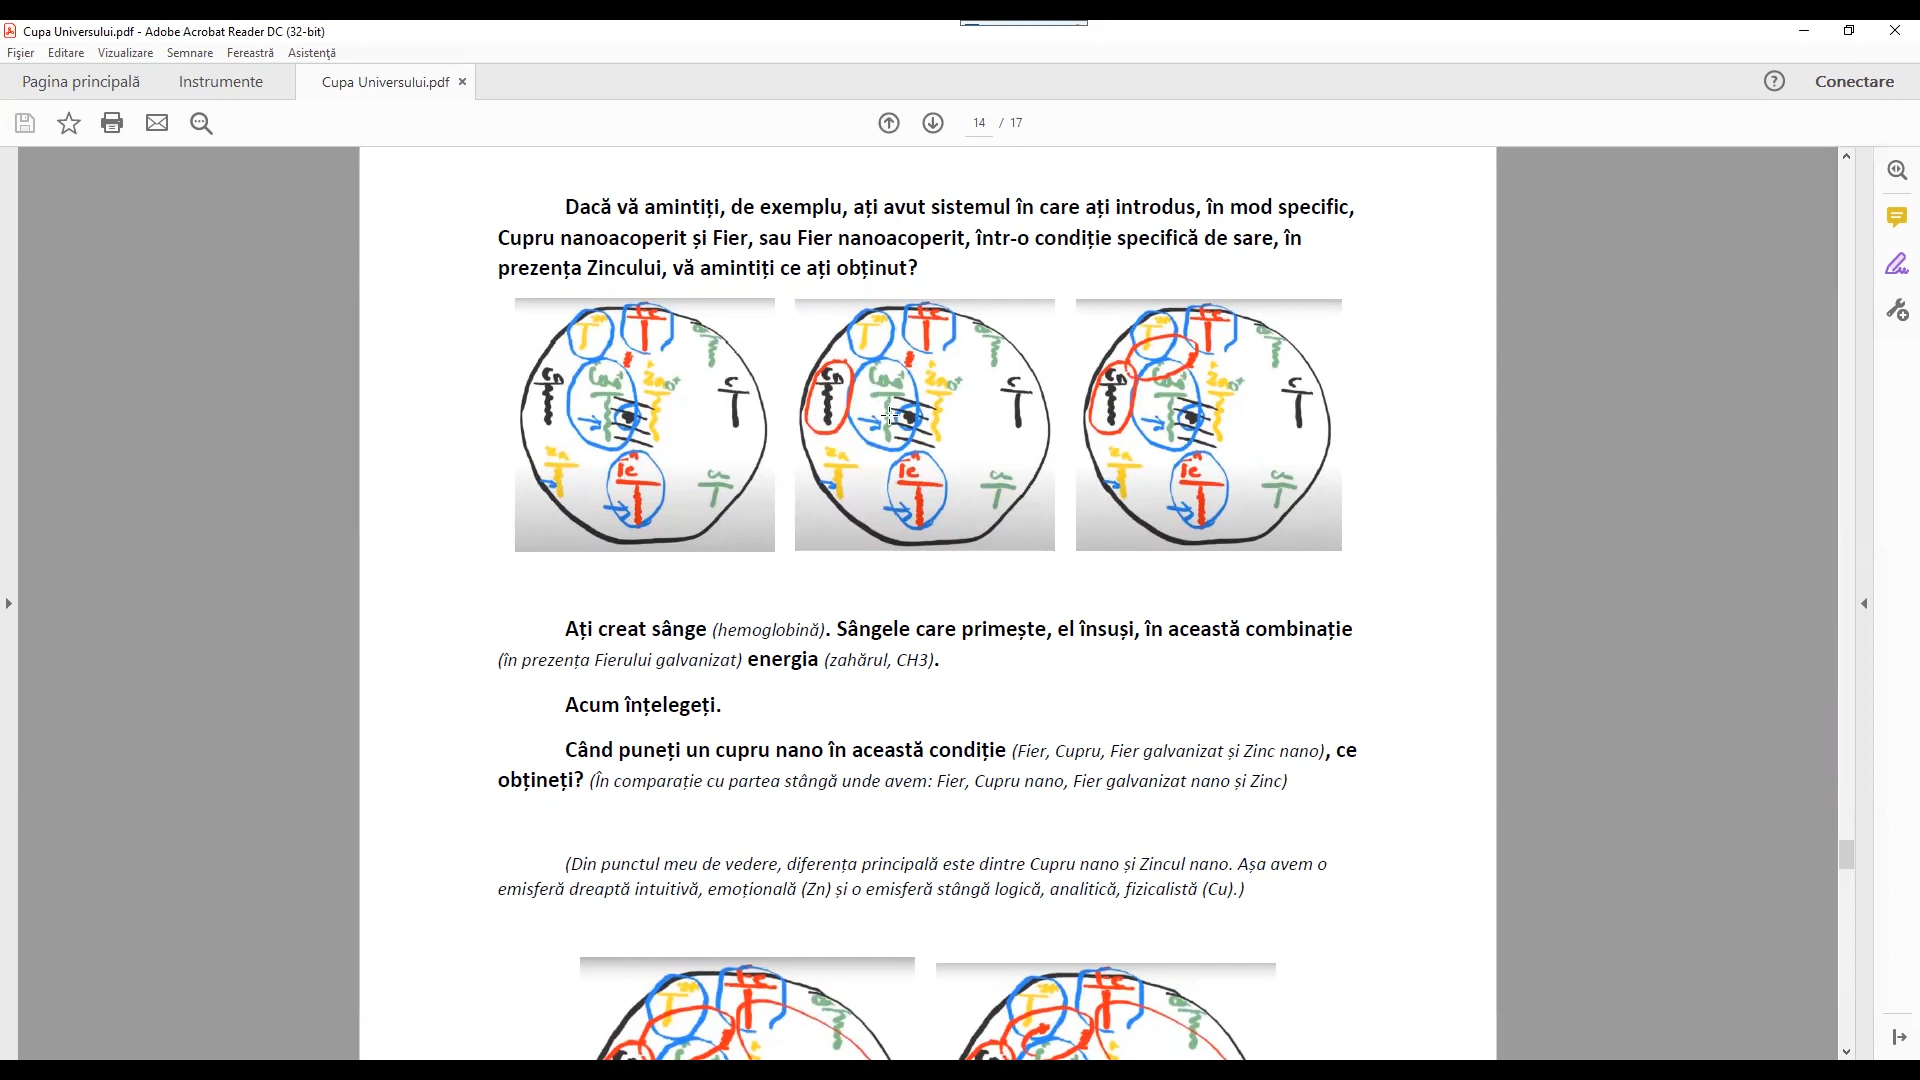 Cupa Universului.pdf - Adobe Acrobat Reader DC (32-bit)
Fișier Editare Vizualizare Semnare Fereastră Asistență
Pagina principală Instrumente Cupa Universului.pdf Conectare
14 / 17
Dacă vă amintiți, de exemplu, ați avut sistemul în care ați introdus, în mod specific,
Cupru nanoacoperit și Fier, sau Fier nanoacoperit, într-o condiție specifică de sare, în
prezența Zincului, vă amintiți ce ați obținut?
Ați creat sânge (hemoglobină). Sângele care primește, el însuși, în această combinație
(în prezența Fierului galvanizat) energia (zahărul, CH3).
Acum înțelegeți.
Când puneți un cupru nano în această condiție (Fier, Cupru, Fier galvanizat și Zinc nano), ce
obțineți? (În comparație cu partea stângă unde avem: Fier, Cupru nano, Fier galvanizat nano și Zinc)
(Din punctul meu de vedere, diferența principală este dintre Cupru nano și Zincul nano. Așa avem o
emisferă dreaptă intuitivă, emoțională (Zn) și o emisferă stângă logică, analitică, fizicalistă (Cu).)